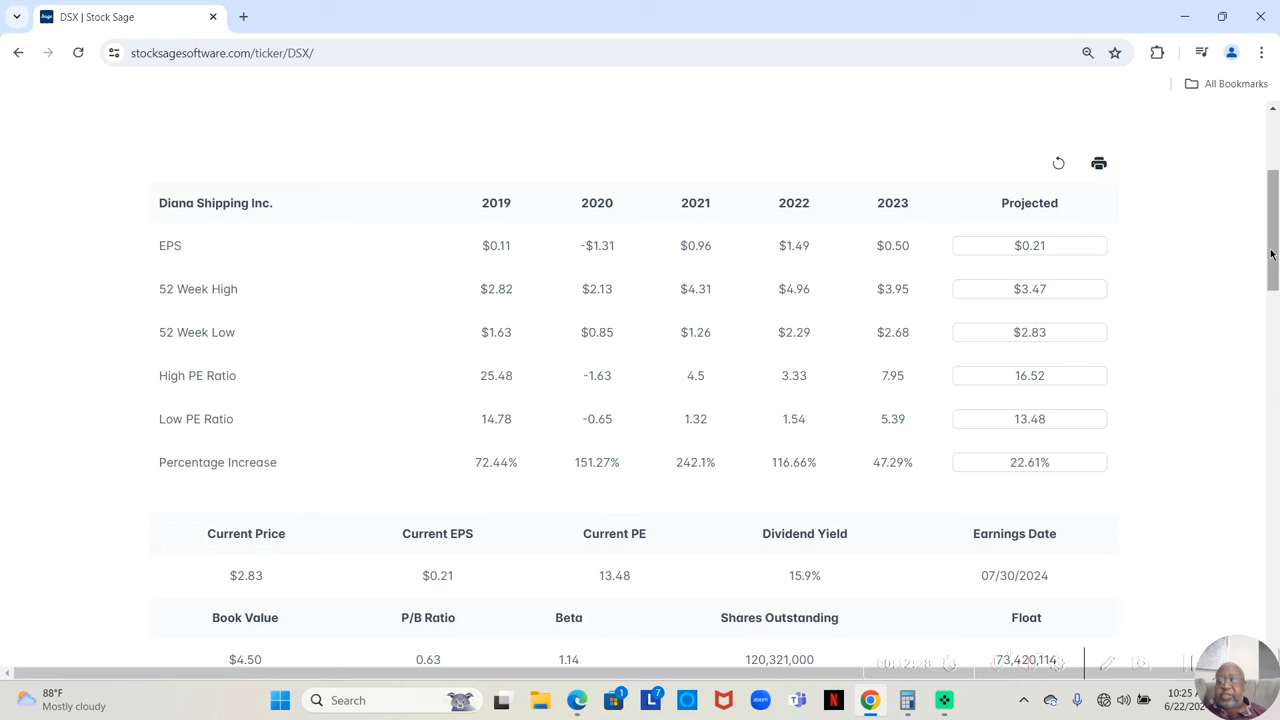 DSX | Stock Sage
stocksagesoftware.com/ticker/DSX/
All Bookmarks
Diana Shipping Inc. 2019 2020 2021 2022 2023 Projected
EPS $0.11 -$1.31 $0.96 $1.49 $0.50 $0.21
52 Week High $2.82 $2.13 $4.31 $4.96 $3.95 $3.47
52 Week Low $1.63 $0.85 $1.26 $2.29 $2.68 $2.83
High PE Ratio 25.48 -1.63 4.5 3.33 7.95 16.52
Low PE Ratio 14.78 -0.65 1.32 1.54 5.39 13.48
Percentage Increase 72.44% 151.27% 242.1% 116.66% 47.29% 22.61%
Current Price Current EPS Current PE Dividend Yield Earnings Date
$2.83 $0.21 13.48 15.9% 07/30/2024
Book Value P/B Ratio Beta Shares Outstanding Float
$4.50 0.63 1.14 120,321,000 73,420,114
00:12:28
88°F
Mostly cloudy
Search
1
7
zoom
10:25
6/22/